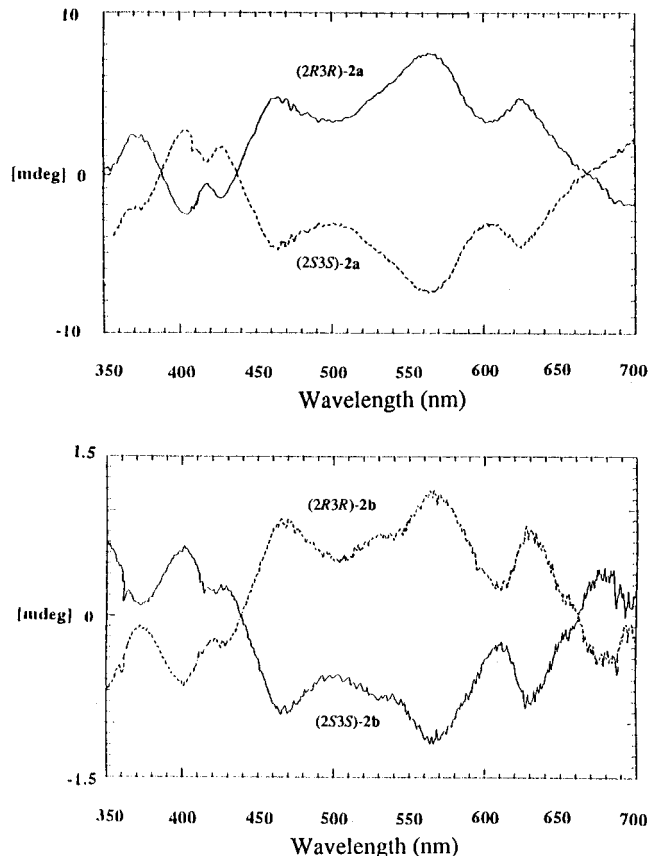 10
(2R3R)-2a
[mdeg] 0
(2S3S)-2a
-10
350 400 450 500 550 600 650 700
Wavelength (nm)
1.5
(2R3R)-2b
[mdeg] 0
(2S3S)-2b
-1.5
350 400 450 500 550 600 650 700
Wavelength (nm)